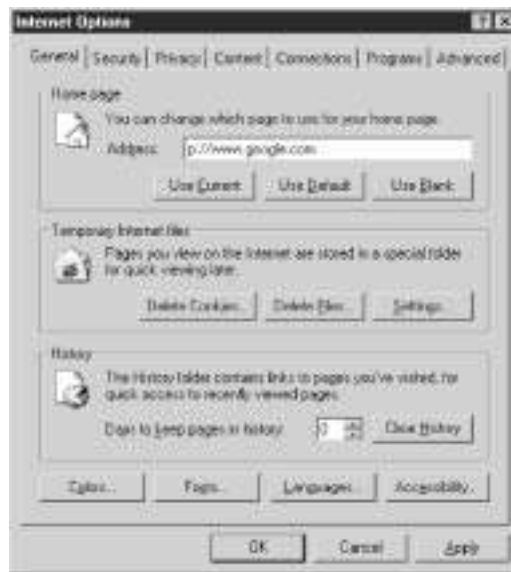 Internet Options
General Security Privacy Content Connections Programs Advanced
Home page
You can change which page to use for your home page.
Address: p://www.google.com
Use Current Use Default Use Blank
Temporary Internet files
Pages you view on the Internet are stored in a special folder
for quick viewing later.
Delete Cookies... Delete Files... Settings...
History
The History folder contains links to pages you've visited, for
quick access to recently viewed pages.
Days to keep pages in history: 0 Clear History
Colors... Fonts... Languages... Accessibility...
OK Cancel Apply